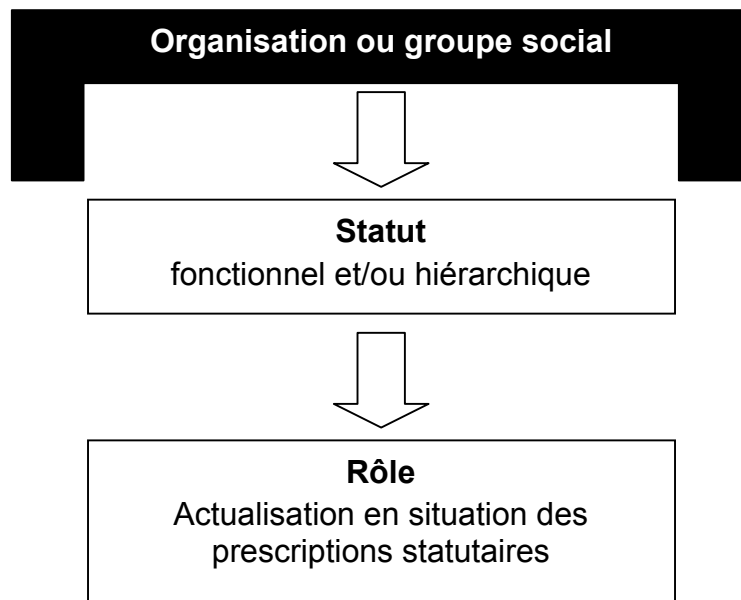 Organisation ou groupe social
Statut
fonctionnel et/ou hiérarchique
Rôle
Actualisation en situation des
prescriptions statutaires